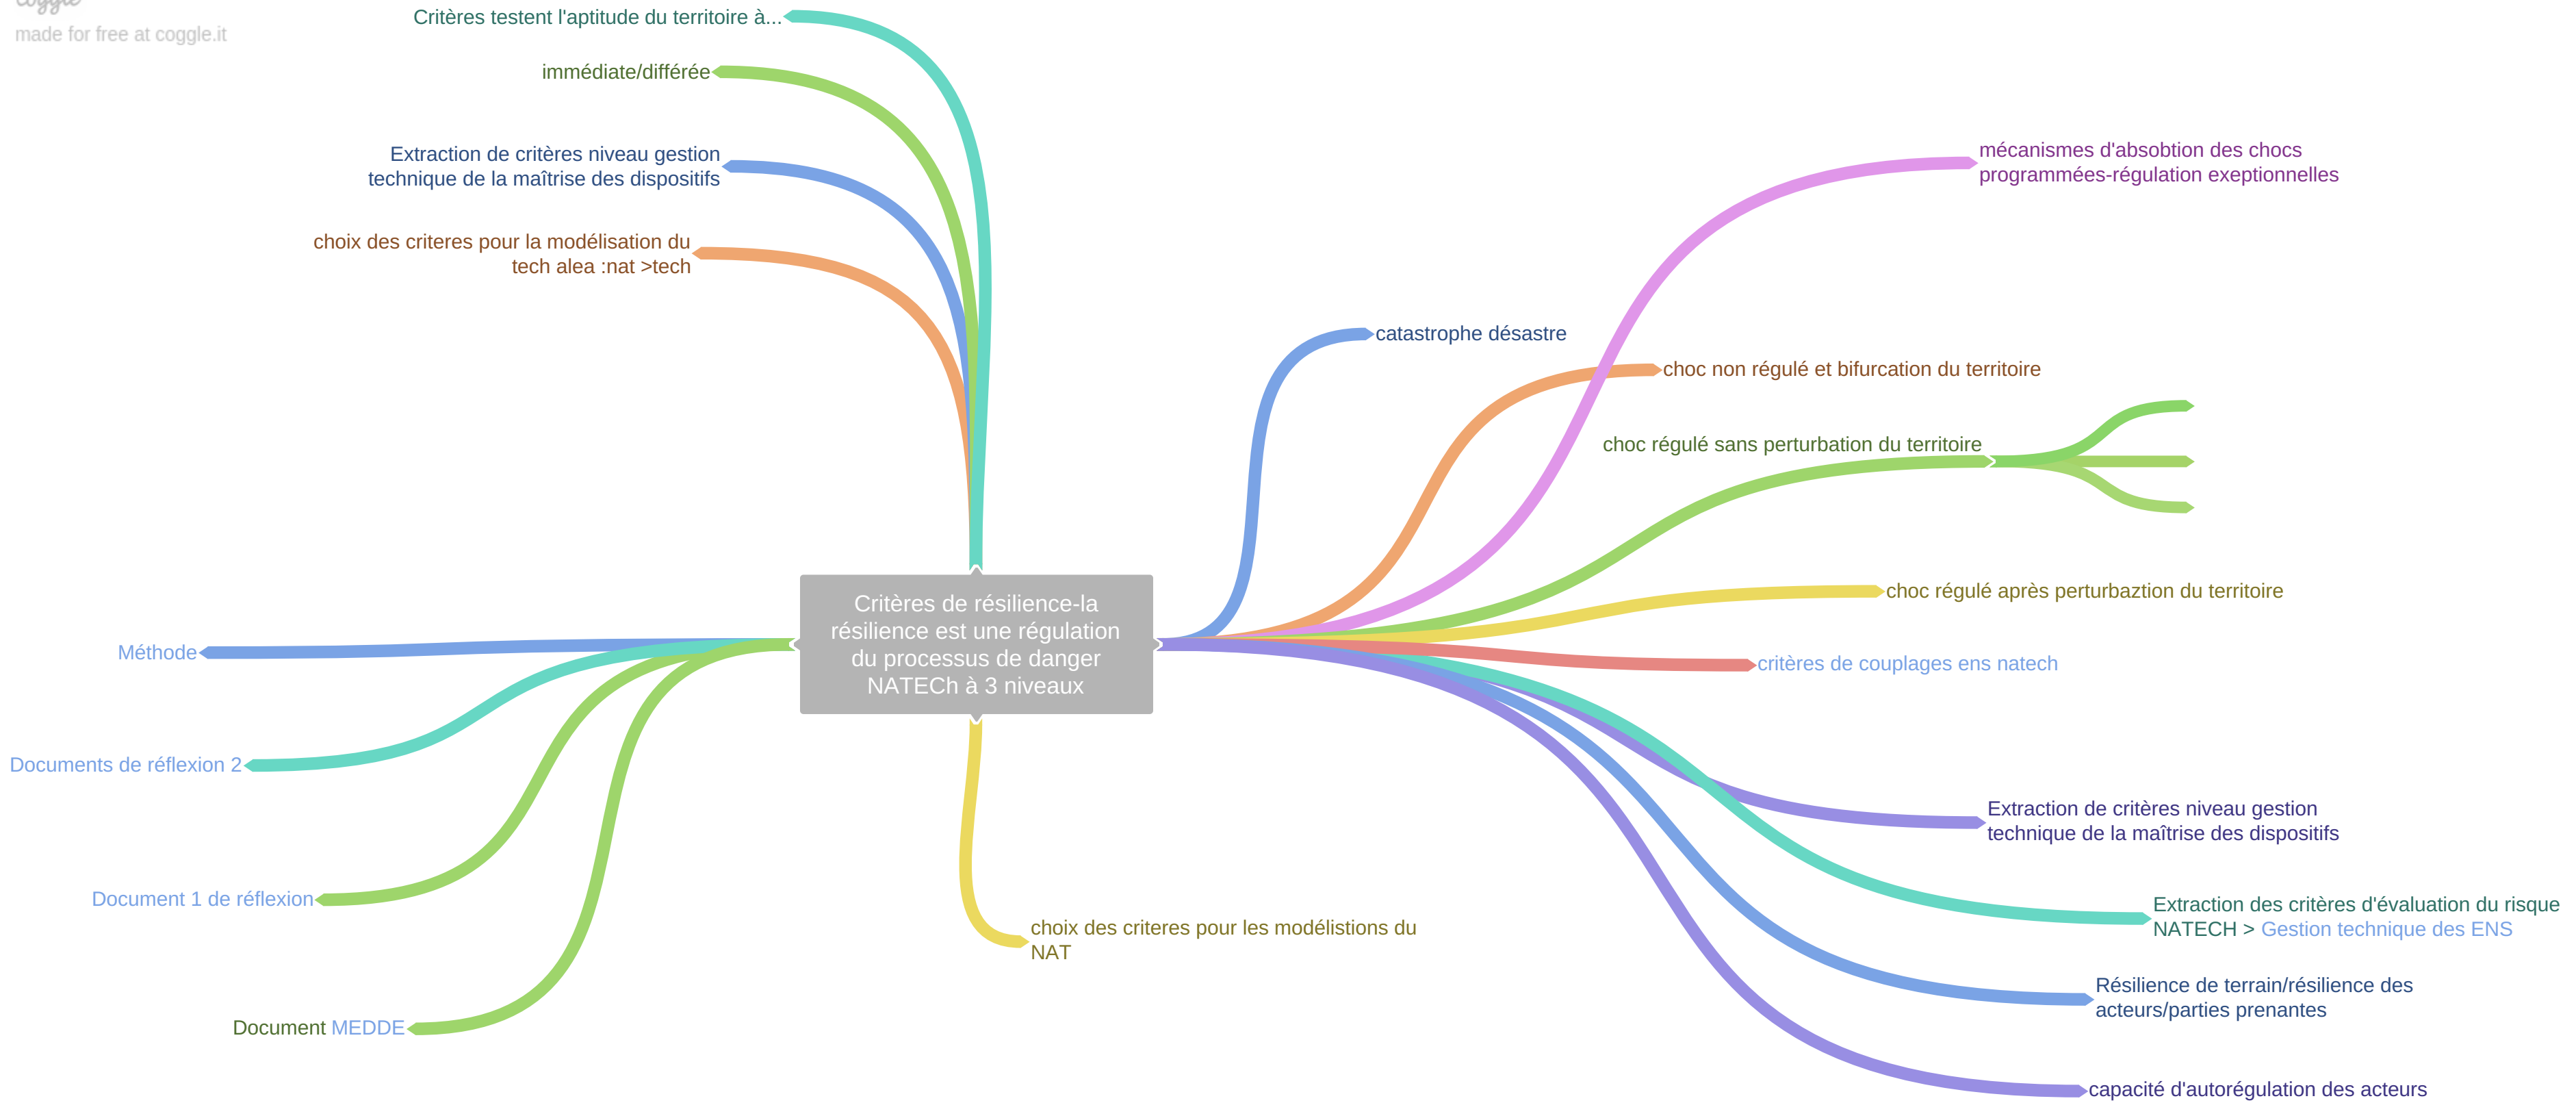 coggle
made for free at coggle.it
Critères testent l'aptitude du territoire à...
immédiate/différée
Extraction de critères niveau gestion
technique de la maîtrise des dispositifs
choix des criteres pour la modélisation du
tech alea :nat >tech
mécanismes d'absobtion des chocs
programmées-régulation exeptionnelles
catastrophe désastre
choc non régulé et bifurcation du territoire
choc régulé sans perturbation du territoire
choc régulé après perturbaztion du territoire
Critères de résilience-la
résilience est une régulation
du processus de danger
NATECh à 3 niveaux
critères de couplages ens natech
Méthode
Documents de réflexion 2
Document 1 de réflexion
Document MEDDE
choix des criteres pour les modélistions du
NAT
Extraction de critères niveau gestion
technique de la maîtrise des dispositifs
Extraction des critères d'évaluation du risque
NATECH > Gestion technique des ENS
Résilience de terrain/résilience des
acteurs/parties prenantes
capacité d'autorégulation des acteurs